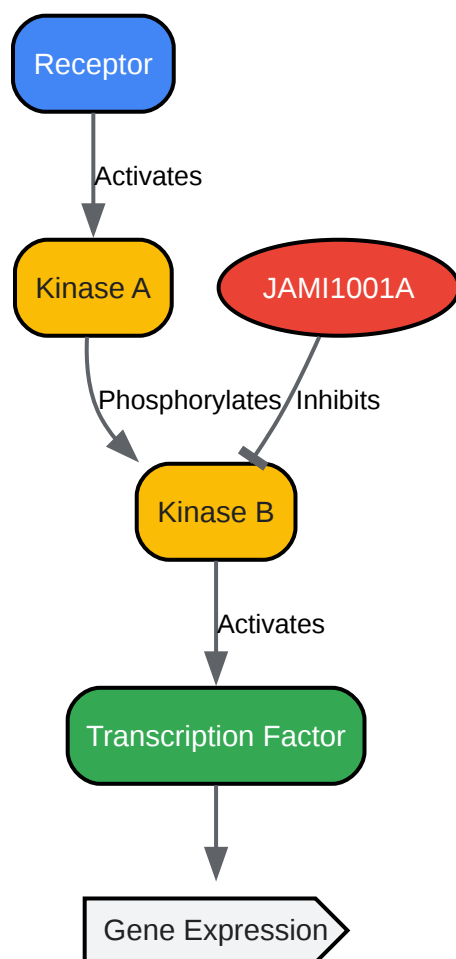 Receptor
Activates
Kinase A
JAMI1001A
Phosphorylates
Inhibits
Kinase B
Activates
Transcription Factor
Gene Expression